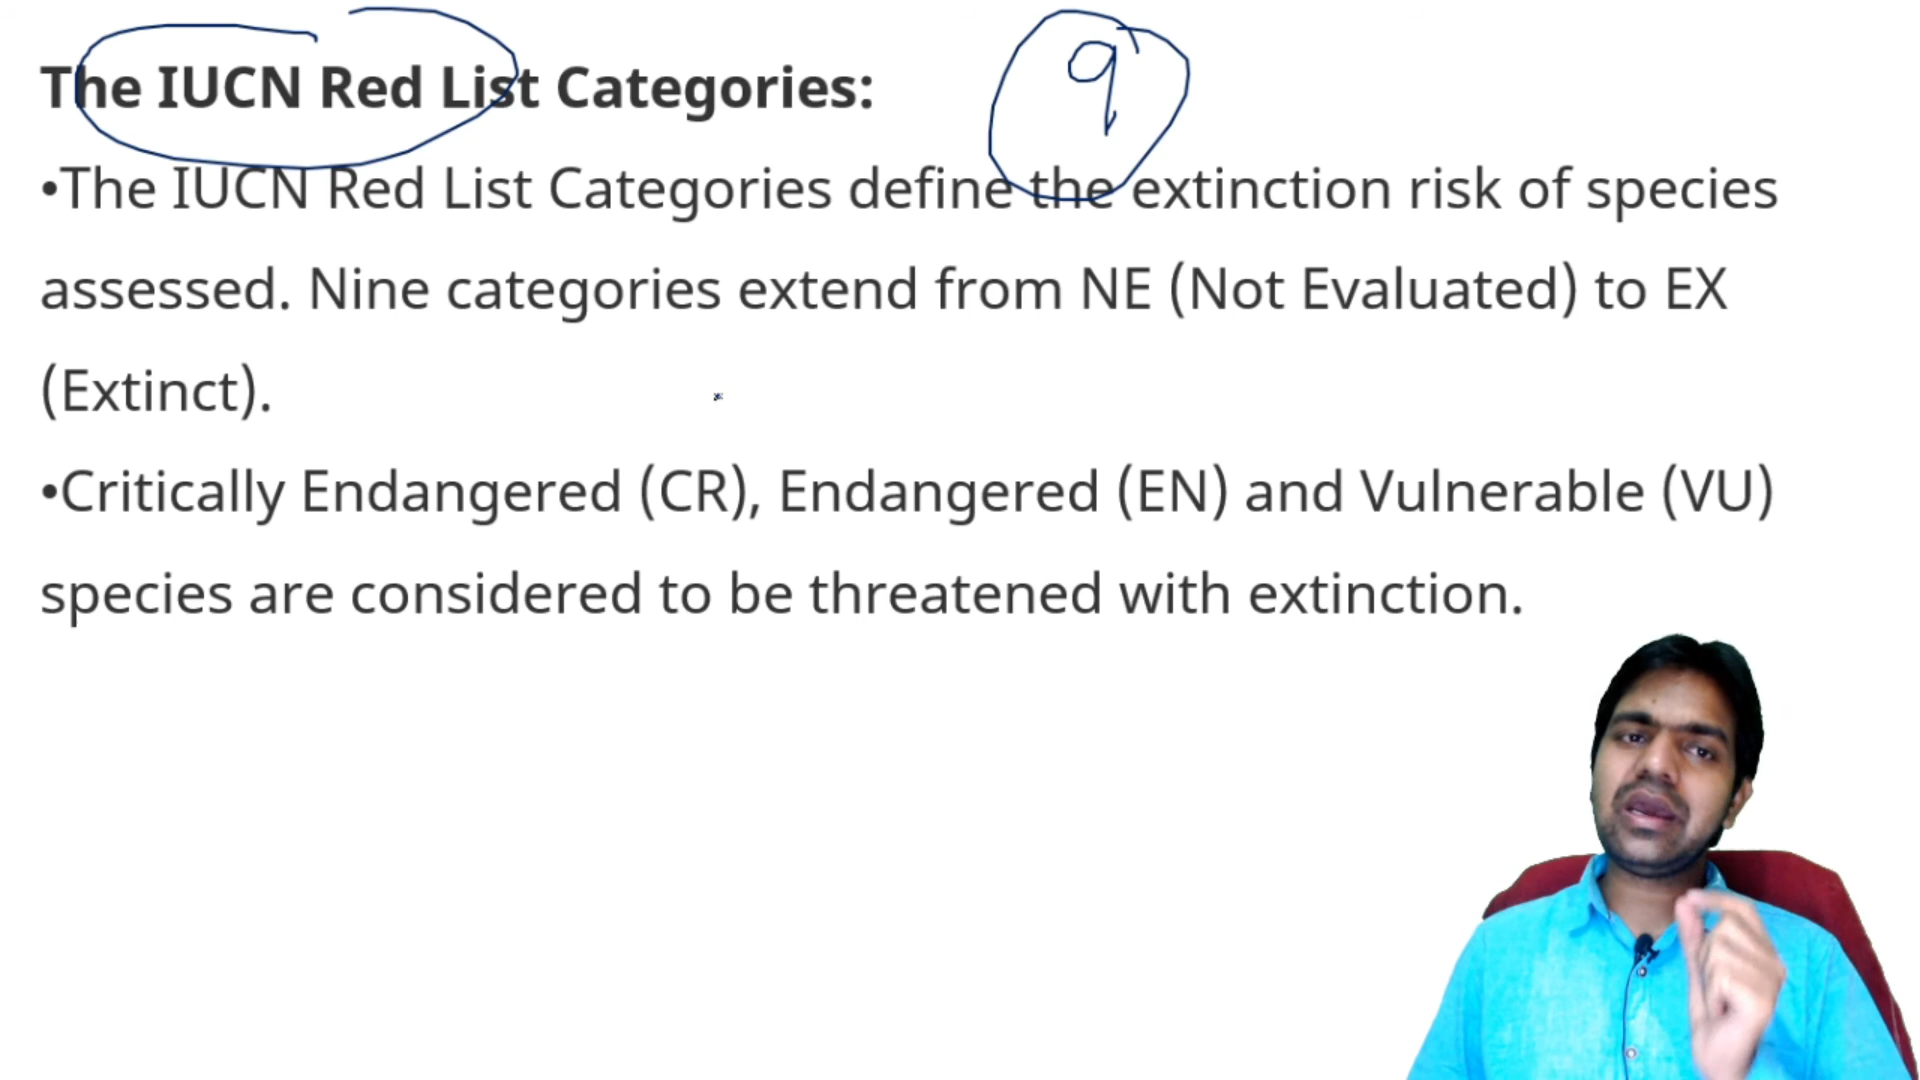 The IUCN Red List Categories:
9
•The IUCN Red List Categories define the extinction risk of species
assessed. Nine categories extend from NE (Not Evaluated) to EX
(Extinct).
•Critically Endangered (CR), Endangered (EN) and Vulnerable (VU)
species are considered to be threatened with extinction.